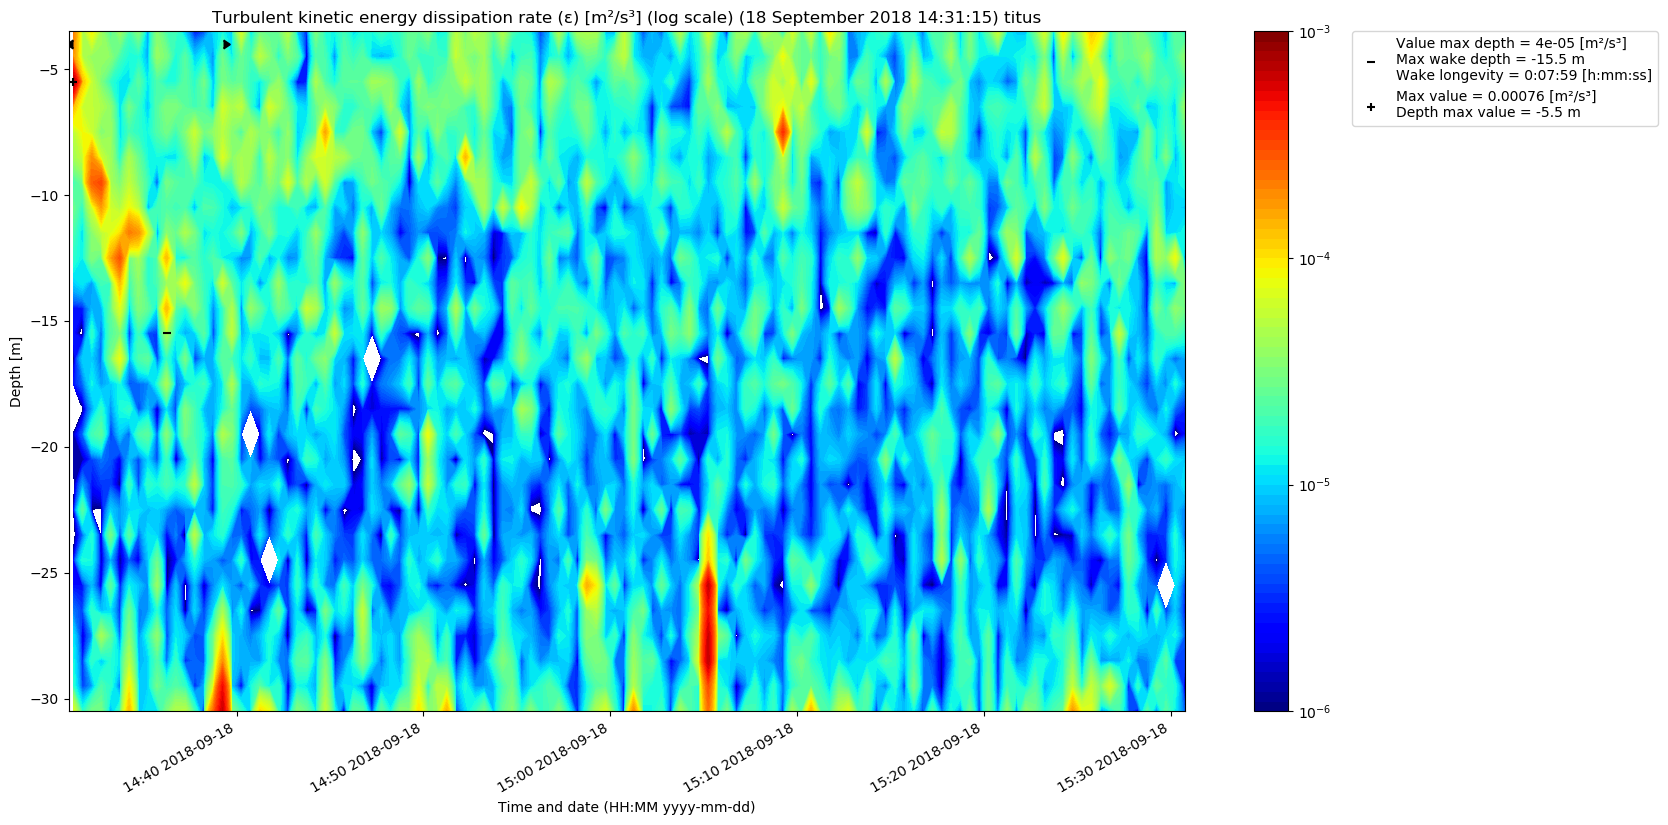 Turbulent kinetic energy dissipation rate (ε) [m²/s³] (log scale) (18 September 2018 14:31:15) titus
Depth [m]
−5
−10
−15
−20
−25
−30
14:40 2018-09-18
14:50 2018-09-18
15:00 2018-09-18
15:10 2018-09-18
15:20 2018-09-18
15:30 2018-09-18
Time and date (HH:MM yyyy-mm-dd)
10⁻³
10⁻⁴
10⁻⁵
10⁻⁶
Value max depth = 4e-05 [m²/s³]
Max wake depth = -15.5 m
Wake longevity = 0:07:59 [h:mm:ss]
Max value = 0.00076 [m²/s³]
Depth max value = -5.5 m